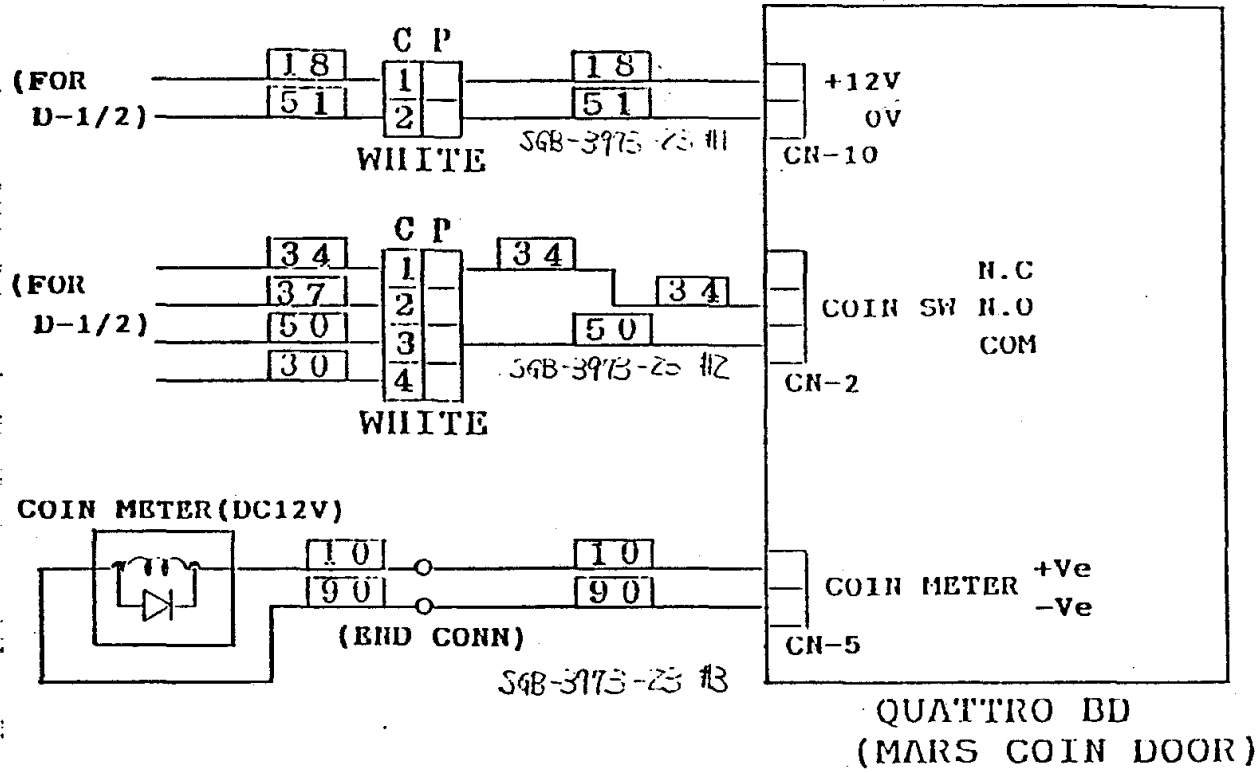 C P
(FOR 18 1 18 +12V
D-1/2) 51 2 51 0V
WHITE SGB-3973-23 #1 CN-10
C P
34 1 34 N.C
(FOR 37 2 34 COIN SW N.O
D-1/2) 50 3 50 COM
30 4 SGB-3973-23 #2 CN-2
WHITE
COIN METER(DC12V)
10 10 COIN METER +Ve
90 90 -Ve
(END CONN) CN-5
SGB-3973-23 #3
QUATTRO BD
(MARS COIN DOOR)